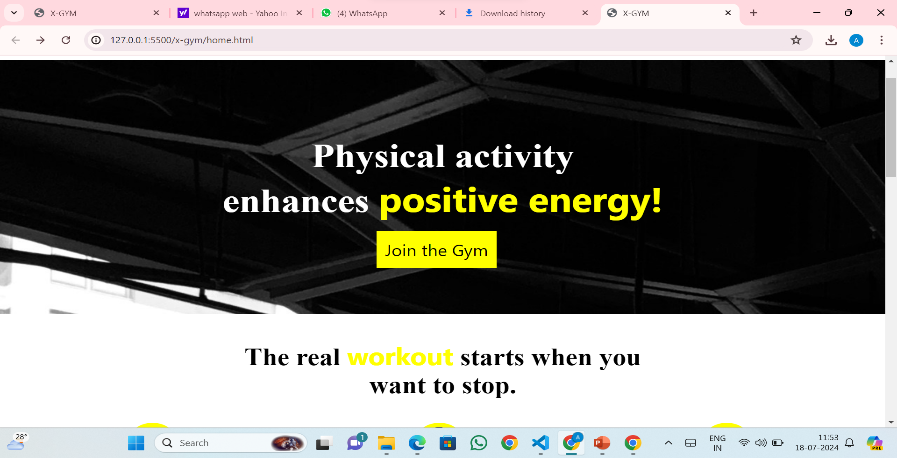 X-GYM
whatsapp web - Yahoo In
(4) WhatsApp
Download history
X-GYM
127.0.0.1:5500/x-gym/home.html
A
Physical activity
enhances positive energy!
Join the Gym
The real workout starts when you
want to stop.
28°
Search
1
A
ENG
IN
11:53
18-07-2024
PRE